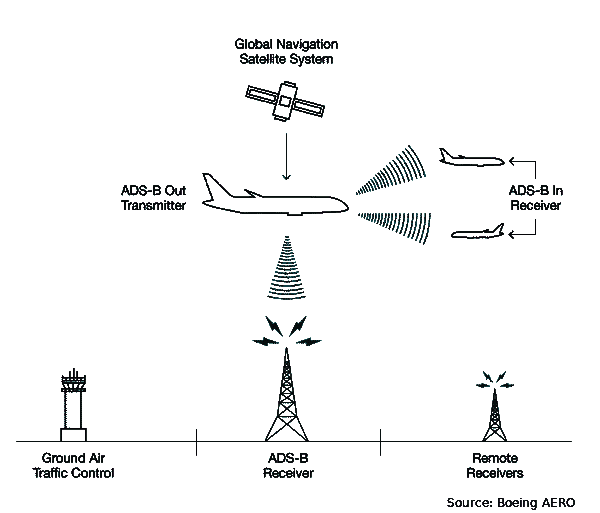 Global Navigation
Satellite System
ADS-B Out
Transmitter
ADS-B In
Receiver
Ground Air
Traffic Control
ADS-B
Receiver
Remote
Receivers
Source: Boeing AERO